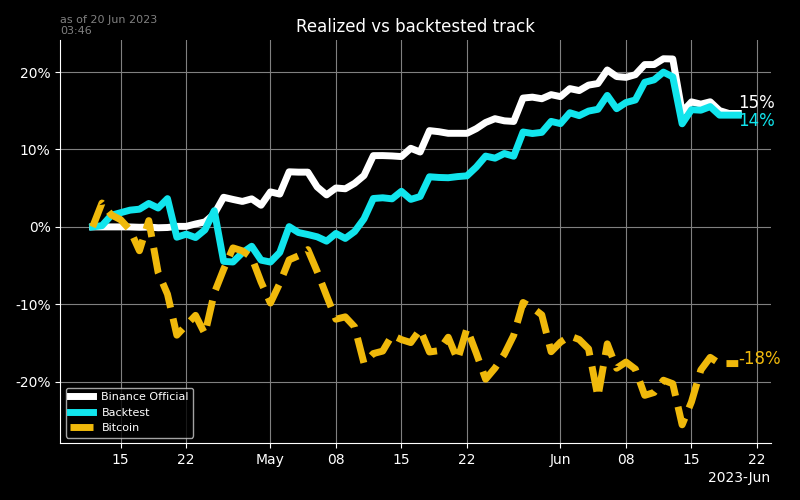 as of 20 Jun 2023
03:46
Realized vs backtested track
20%
10%
0%
-10%
-20%
15%
14%
-18%
Binance Official
Backtest
Bitcoin
15 22 May 08 15 22 Jun 08 15 22
2023-Jun